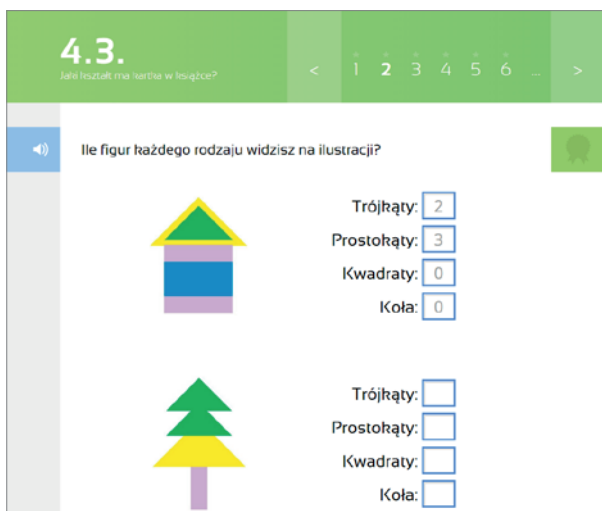 4.3.
Jaki kształt ma kartka w książce?
< 1 2 3 4 5 6 ... >
Ile figur każdego rodzaju widzisz na ilustracji?
Trójkąty: 2
Prostokąty: 3
Kwadraty: 0
Koła: 0
Trójkąty:
Prostokąty:
Kwadraty:
Koła: